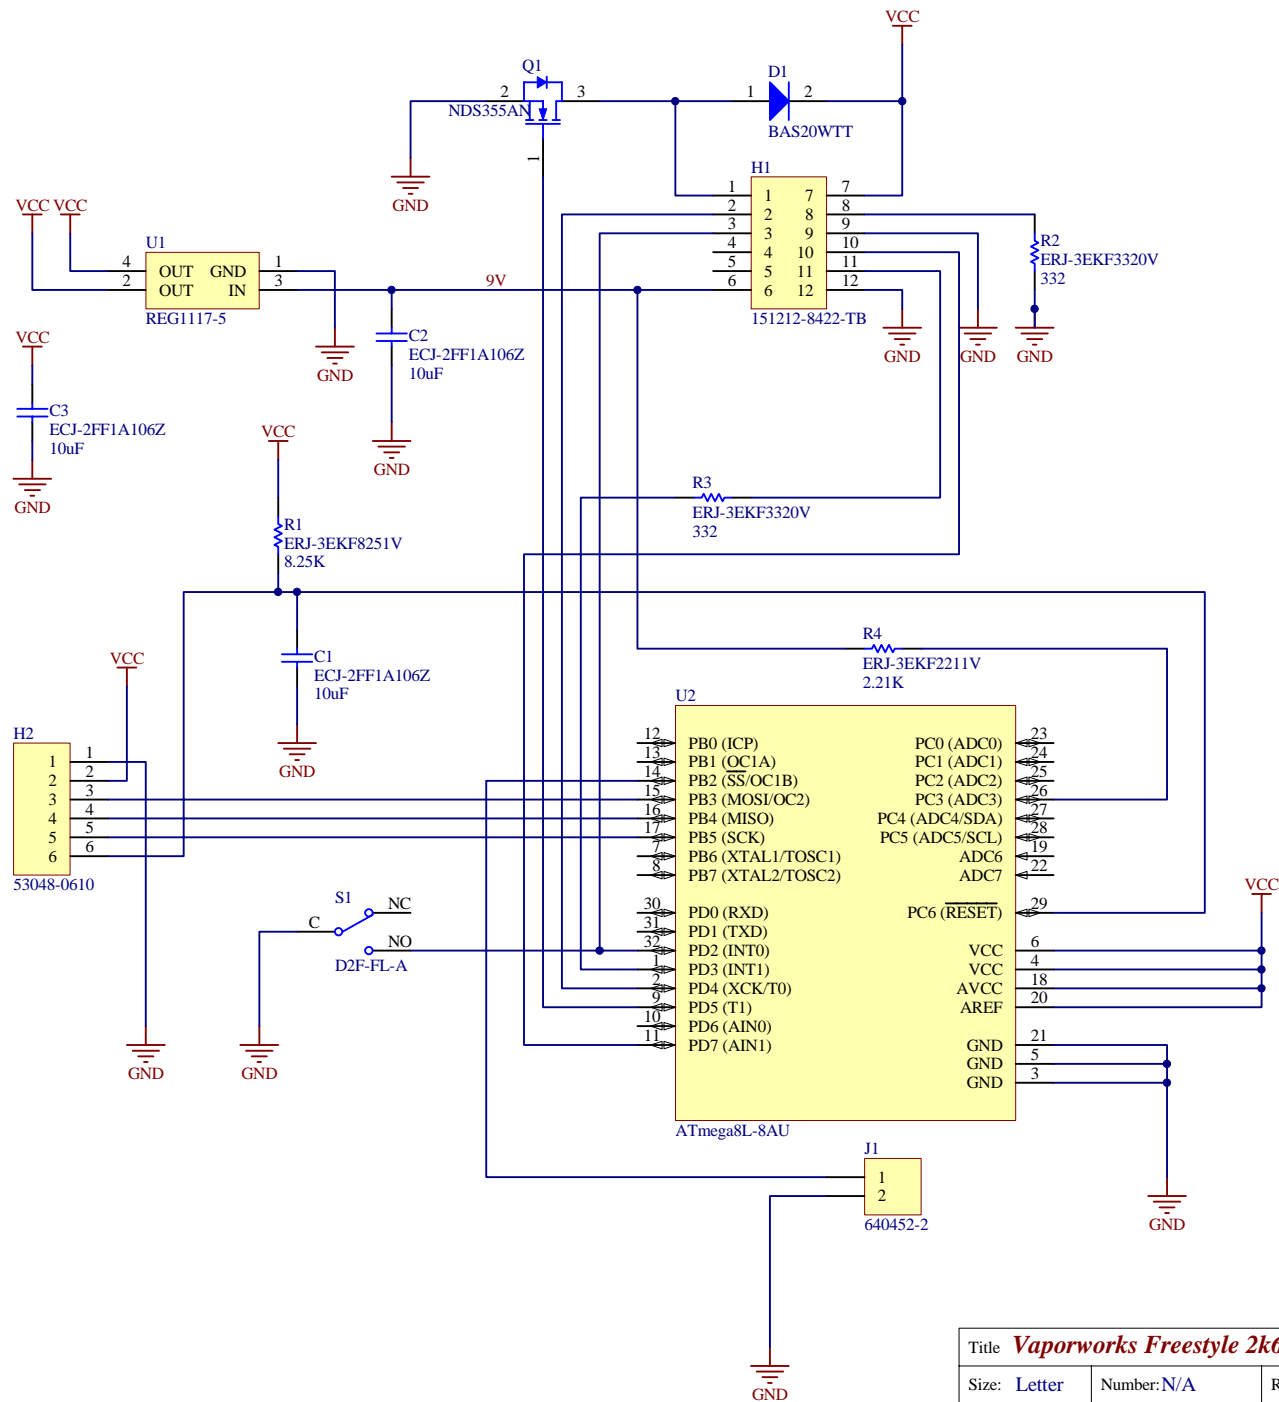 VCC
Q1
2
3
NDS355AN
1
GND
D1
1
2
BAS20WTT
H1
1 1 7 7
2 2 8 8
3 3 9 9
4 4 10 10
5 5 11 11
6 6 12 12
151212-8422-TB
R2
ERJ-3EKF3320V
332
GND
GND
GND
VCC VCC
U1
4 OUT GND 1
2 OUT IN 3
REG1117-5
9V
GND
C2
ECJ-2FF1A106Z
10uF
GND
VCC
C3
ECJ-2FF1A106Z
10uF
GND
VCC
R1
ERJ-3EKF8251V
8.25K
R3
ERJ-3EKF3320V
332
C1
ECJ-2FF1A106Z
10uF
GND
R4
ERJ-3EKF2211V
2.21K
VCC
H2
1 1
2 2
3 3
4 4
5 5
6 6
53048-0610
GND
S1
C
NC
NO
D2F-FL-A
GND
U2
12 PB0 (ICP) PC0 (ADC0) 23
13 PB1 (OC1A) PC1 (ADC1) 24
14 PB2 (SS/OC1B) PC2 (ADC2) 25
15 PB3 (MOSI/OC2) PC3 (ADC3) 26
16 PB4 (MISO) PC4 (ADC4/SDA) 27
17 PB5 (SCK) PC5 (ADC5/SCL) 28
7 PB6 (XTAL1/TOSC1) ADC6 19
8 PB7 (XTAL2/TOSC2) ADC7 22
30 PD0 (RXD) PC6 (RESET) 29
31 PD1 (TXD)
32 PD2 (INT0) VCC 6
1 PD3 (INT1) VCC 4
2 PD4 (XCK/T0) AVCC 18
9 PD5 (T1) AREF 20
10 PD6 (AIN0)
11 PD7 (AIN1) GND 21
GND 5
GND 3
ATmega8L-8AU
VCC
GND
J1
1
2
640452-2
GND
Title Vaporworks Freestyle 2k6
Size: Letter Number: N/A R